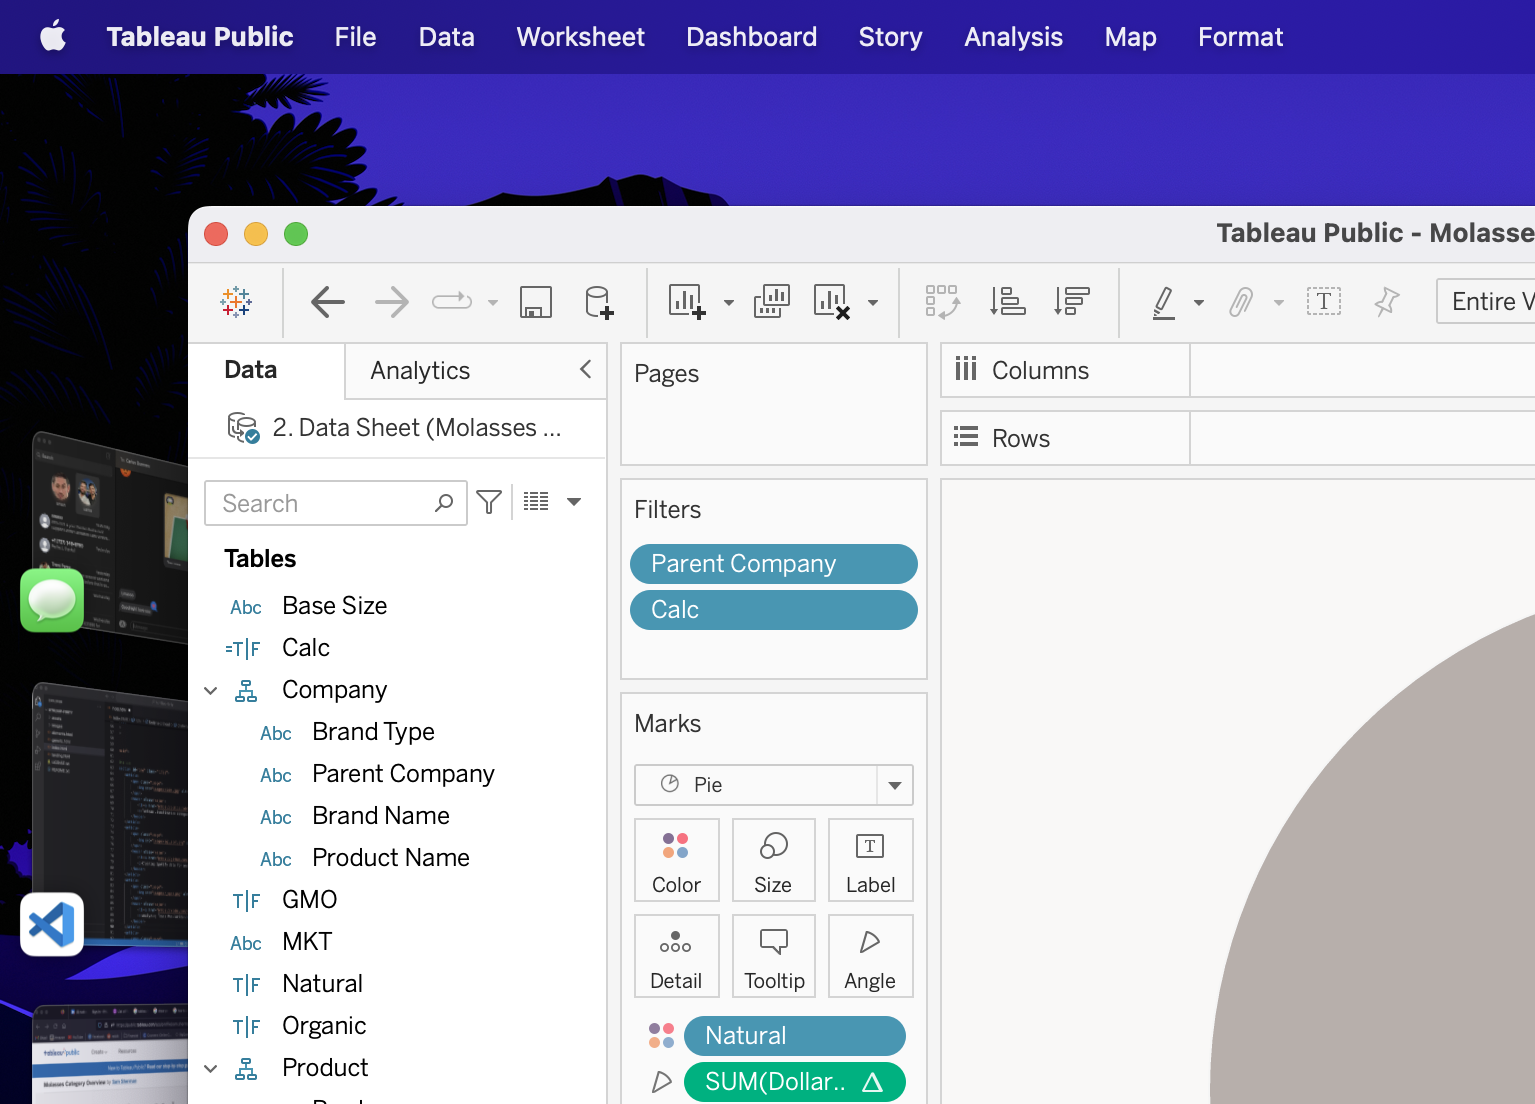 Tableau Public File Data Worksheet Dashboard Story Analysis Map Format
Tableau Public - Molasse
T
Entire V
Data Analytics
2. Data Sheet (Molasses ...
Search
Tables
Abc Base Size
=T|F Calc
Company
Abc Brand Type
Abc Parent Company
Abc Brand Name
Abc Product Name
T|F GMO
Abc MKT
T|F Natural
T|F Organic
Product
Pages
Filters
Parent Company
Calc
Marks
Pie
Color Size T Label
Detail Tooltip Angle
Natural
SUM(Dollar.. Δ
Columns
Rows